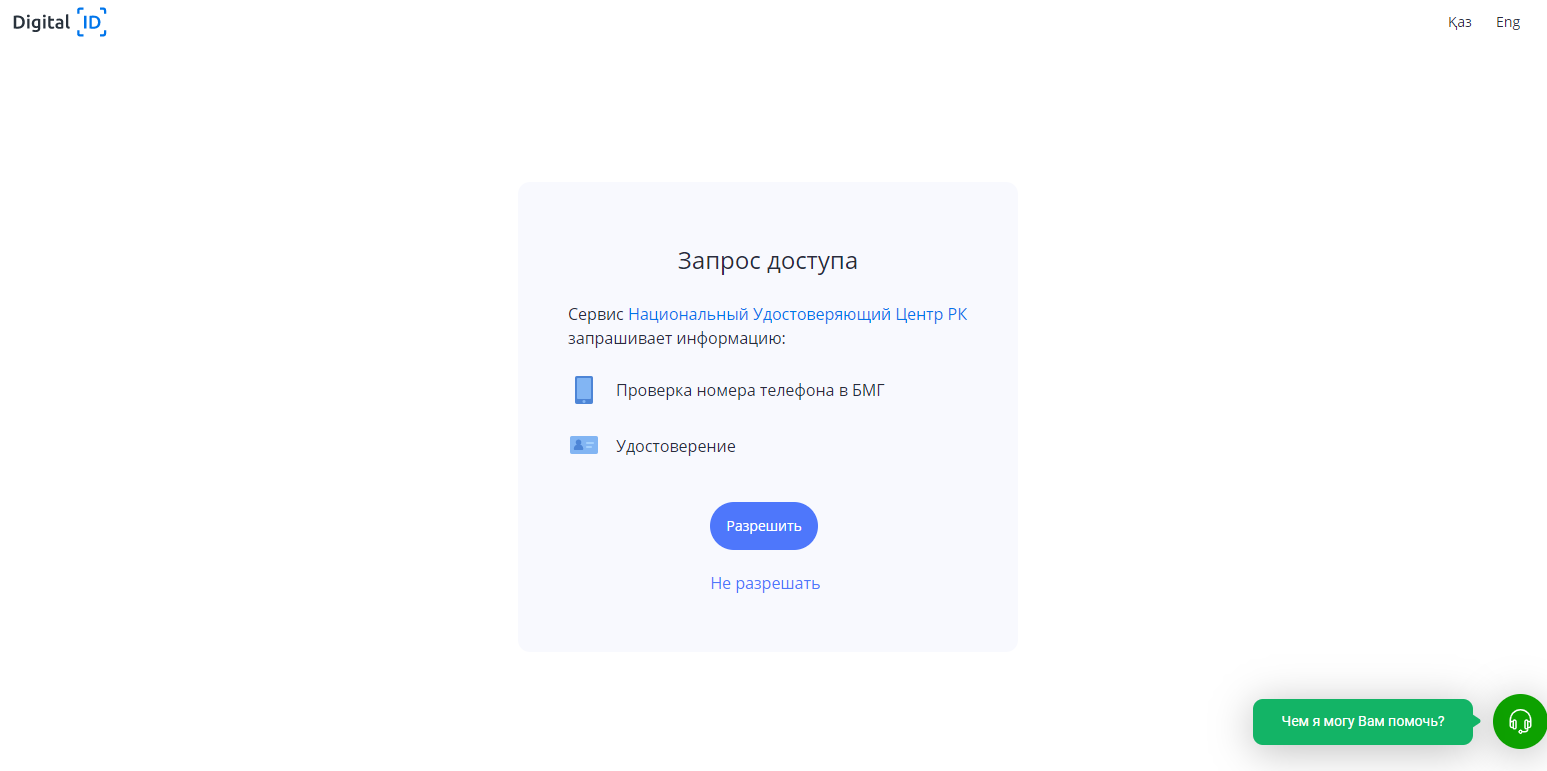 Digital ID
Қаз
Eng
Запрос доступа
Сервис Национальный Удостоверяющий Центр РК
запрашивает информацию:
Проверка номера телефона в БМГ
Удостоверение
Разрешить
Не разрешать
Чем я могу Вам помочь?